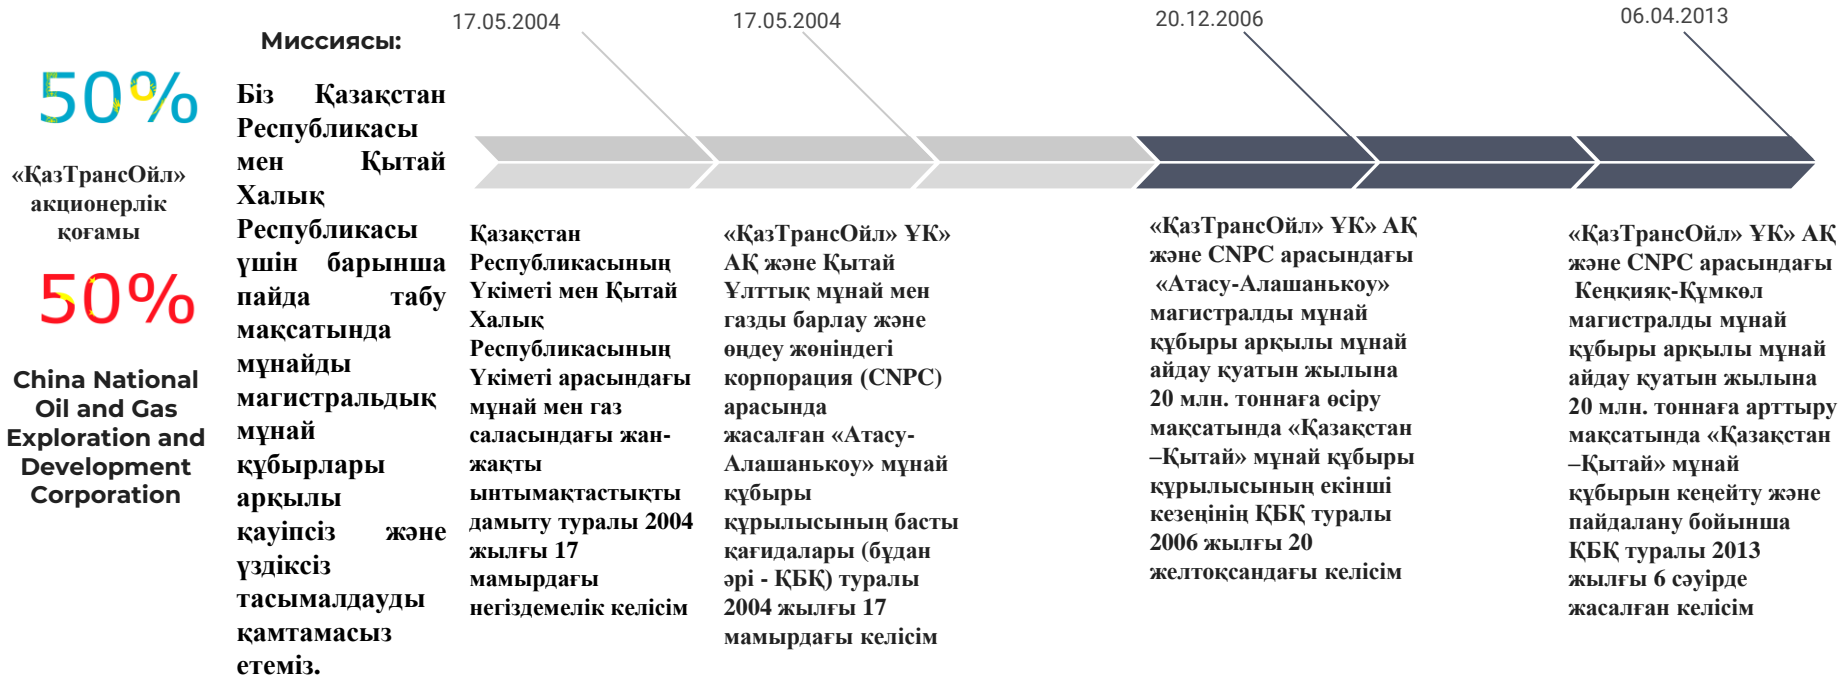 50%
«ҚазТрансОйл»
акционерлік
қоғамы
50%
China National
Oil and Gas
Exploration and
Development
Corporation
Миссиясы:
Біз Қазақстан
Республикасы
мен Қытай
Халық
Республикасы
үшін барынша
пайда табу
мақсатында
мұнайды
магистральдық
мұнай
құбырлары
арқылы
қауіпсіз және
үздіксіз
тасымалдауды
қамтамасыз
етеміз.
17.05.2004
Қазақстан
Республикасының
Үкіметі мен Қытай
Халық
Республикасының
Үкіметі арасындағы
мұнай мен газ
саласындағы жан-
жақты
ынтымақтастықты
дамыту туралы 2004
жылғы 17
мамырдағы
негіздемелік келісім
17.05.2004
«ҚазТрансОйл» ҰК»
АҚ және Қытай
Ұлттық мұнай мен
газды барлау және
өңдеу жөніндегі
корпорация (CNPC)
арасында
жасалған «Атасу-
Алашанькоу» мұнай
құбыры
құрылысының басты
қағидалары (бұдан
әрі - ҚБҚ) туралы
2004 жылғы 17
мамырдағы келісім
20.12.2006
«ҚазТрансОйл» ҰК» АҚ
және CNPC арасындағы
«Атасу-Алашанькоу»
магистралды мұнай
құбыры арқылы мұнай
айдау қуатын жылына
20 млн. тоннаға өсіру
мақсатында «Қазақстан
–Қытай» мұнай құбыры
құрылысының екінші
кезеңінің ҚБҚ туралы
2006 жылғы 20
желтоқсандағы келісім
06.04.2013
«ҚазТрансОйл» ҰК» АҚ
және CNPC арасындағы
Кеңқияқ-Құмкөл
магистралды мұнай
құбыры арқылы мұнай
айдау қуатын жылына
20 млн. тоннаға арттыру
мақсатында «Қазақстан
–Қытай» мұнай
құбырын кеңейту және
пайдалану бойынша
ҚБҚ туралы 2013
жылғы 6 сәуірде
жасалған келісім